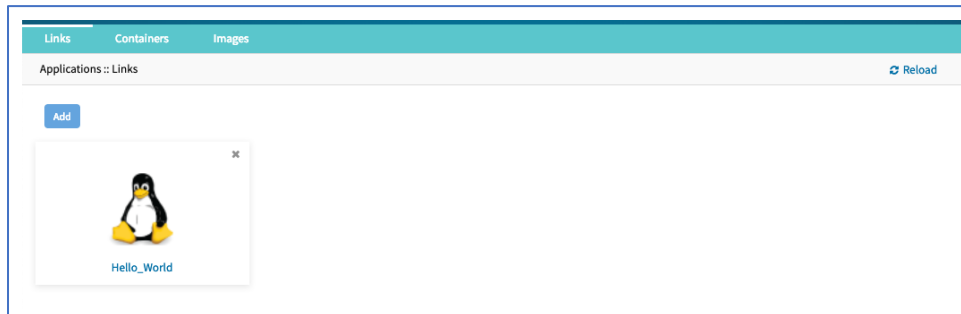 Links Containers Images
Applications :: Links Reload
Add
Hello_World